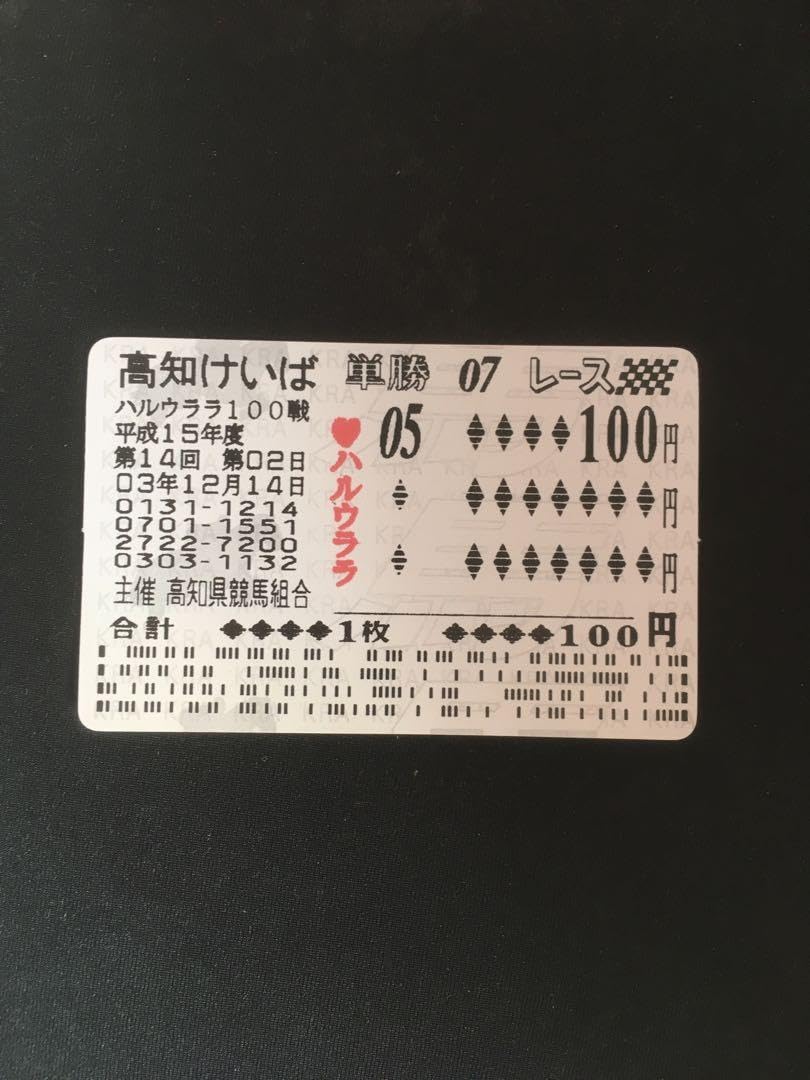 高知けいば 単勝 07 レース
ハルウララ100戦
平成15年度
第14回 第02日
03年12月14日
0131-1214
0701-1551
2722-7200
0303-1132
主催 高知県競馬組合
♥ハルウララ
05 ♦♦♦♦100円
円
円
合計 ◆◆◆◆1枚 ◆◆◆◆100円
KRA